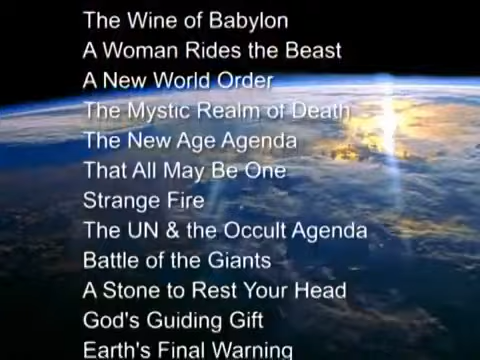 The Wine of Babylon
A Woman Rides the Beast
A New World Order
The Mystic Realm of Death
The New Age Agenda
That All May Be One
Strange Fire
The UN & the Occult Agenda
Battle of the Giants
A Stone to Rest Your Head
God's Guiding Gift
Earth's Final Warning